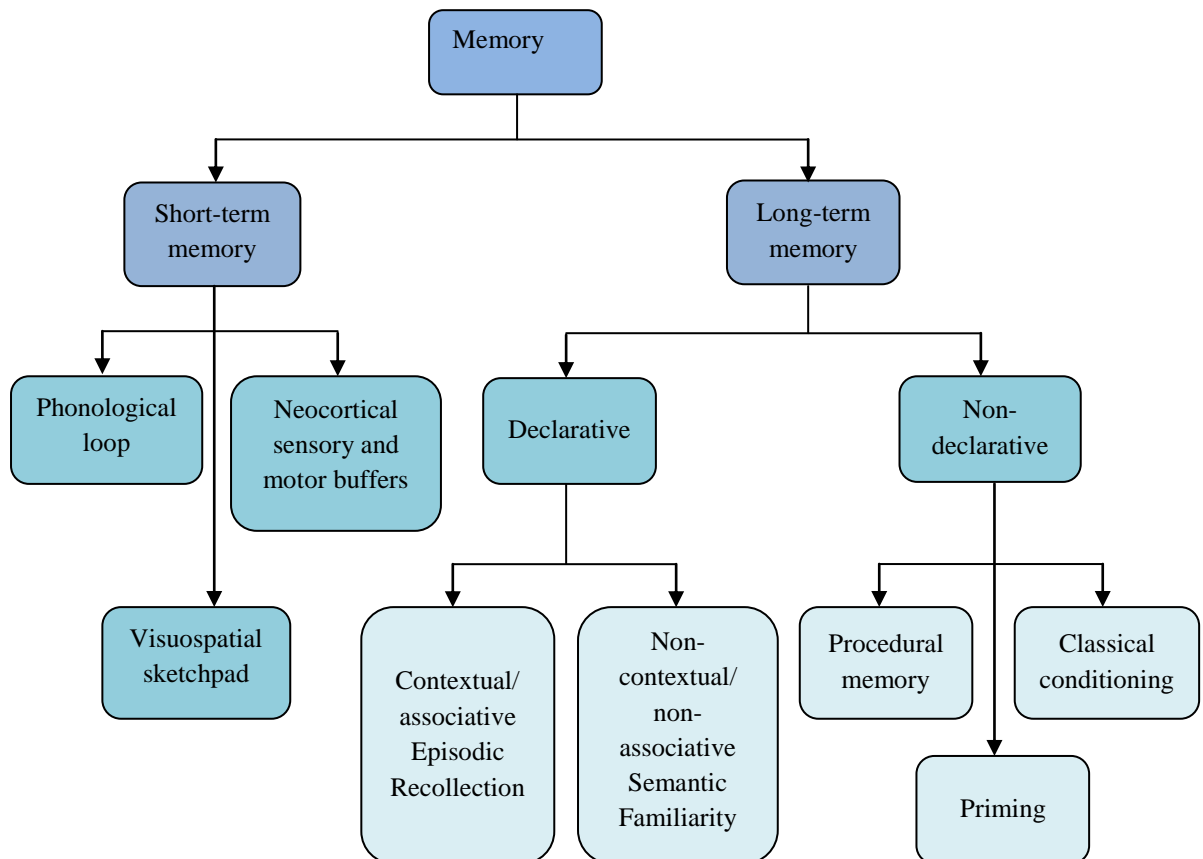 Memory
Short-term
memory
Long-term
memory
Phonological
loop
Neocortical
sensory and
motor buffers
Declarative
Non-
declarative
Visuospatial
sketchpad
Contextual/
associative
Episodic
Recollection
Non-
contextual/
non-
associative
Semantic
Familiarity
Procedural
memory
Classical
conditioning
Priming